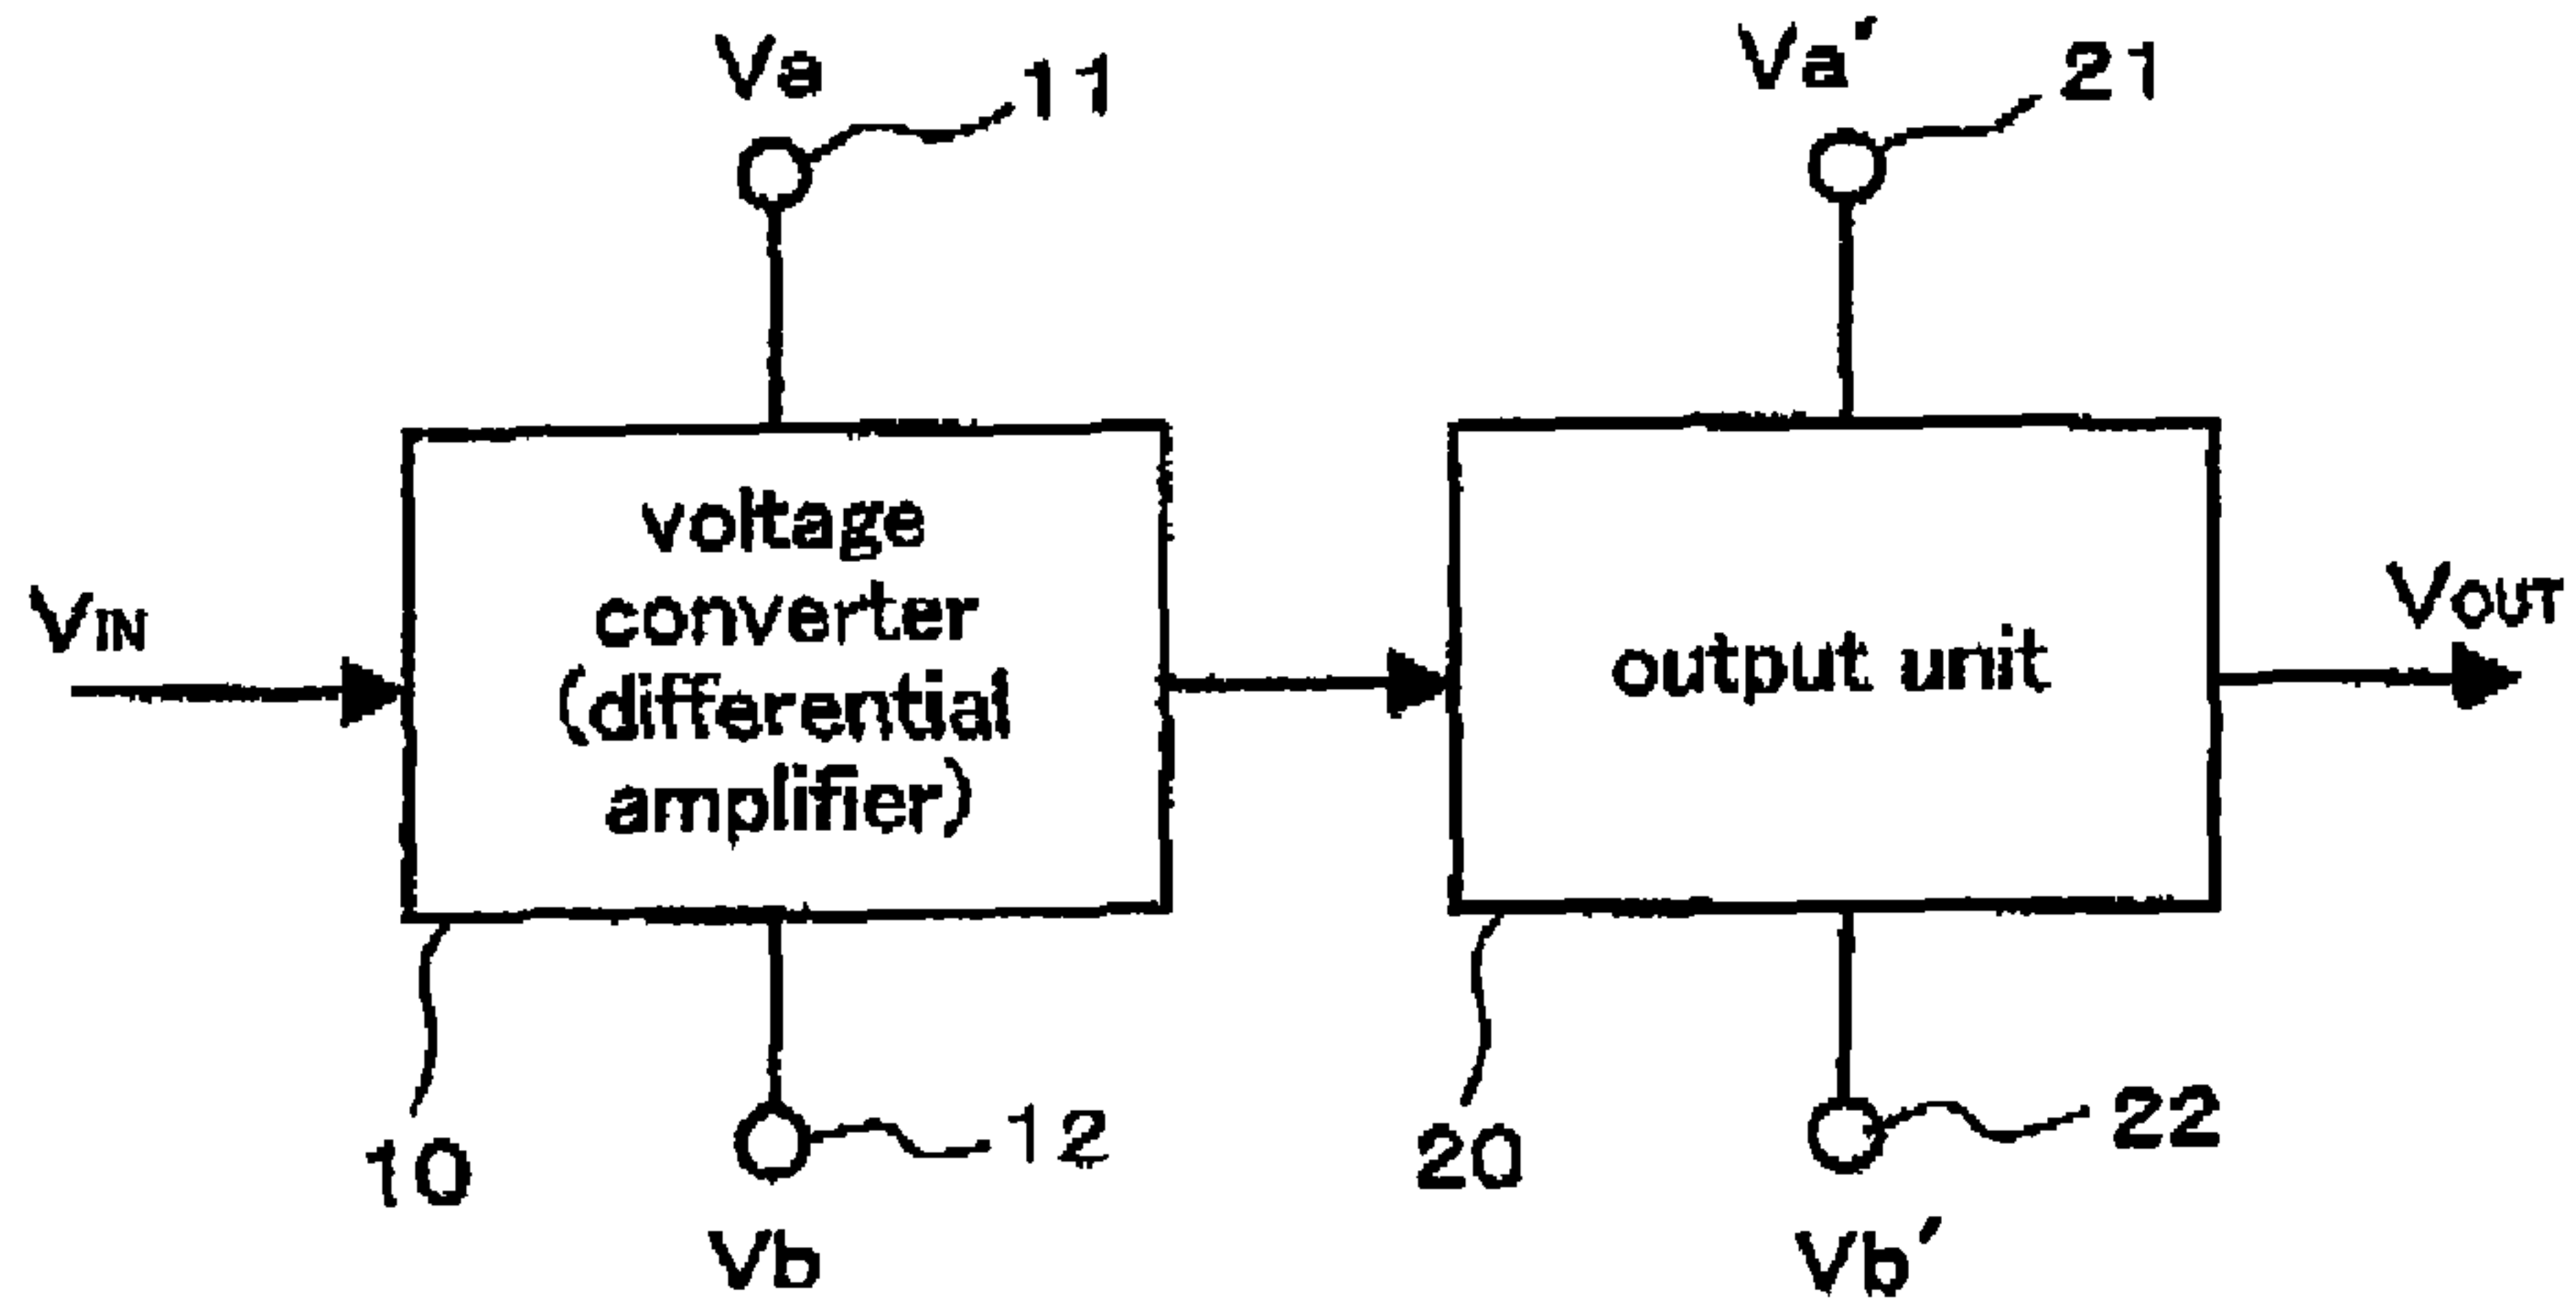 Va
11
Va'
21
VIN
voltage
converter
(differential
amplifier)
output unit
VOUT
10
12
Vb
20
22
Vb'